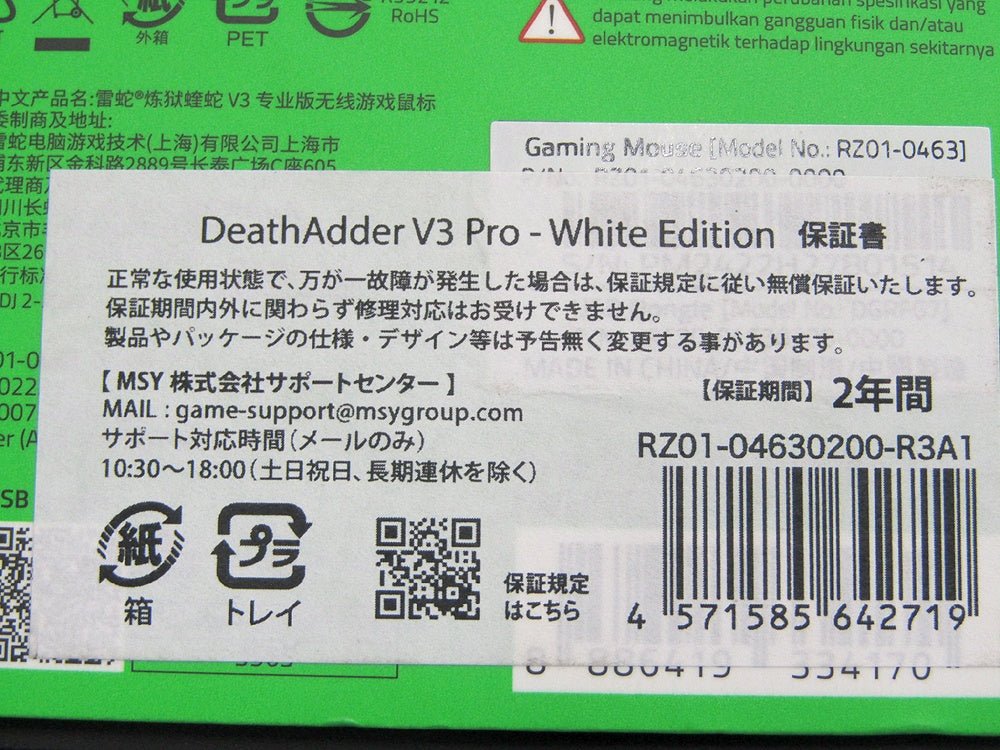 RoHS
外箱
PET
dapat menimbulkan gangguan fisik dan/atau
elektromagnetik terhadap lingkungan sekitarnya
中文产品名:雷蛇®炼狱蝰蛇 V3 专业版无线游戏鼠标
委制商及地址:
雷蛇电脑游戏技术(上海)有限公司上海市
浦东新区金科路2889号长泰广场C座605
Gaming Mouse [Model No.: RZ01-0463]
DeathAdder V3 Pro - White Edition 保証書
正常な使用状態で、万が一故障が発生した場合は、保証規定に従い無償保証いたします。
保証期間内外に関わらず修理対応はお受けできません。
製品やパッケージの仕様・デザイン等は予告無く変更する事があります。
【 MSY 株式会社サポートセンター 】
MAIL : game-support@msygroup.com
サポート対応時間(メールのみ)
10:30~18:00(土日祝日、長期連休を除く)
【保証期間】 2年間
RZ01-04630200-R3A1
紙
箱
プラ
トレイ
保証規定
はこちら
4 571585 642719
8 886419 334170